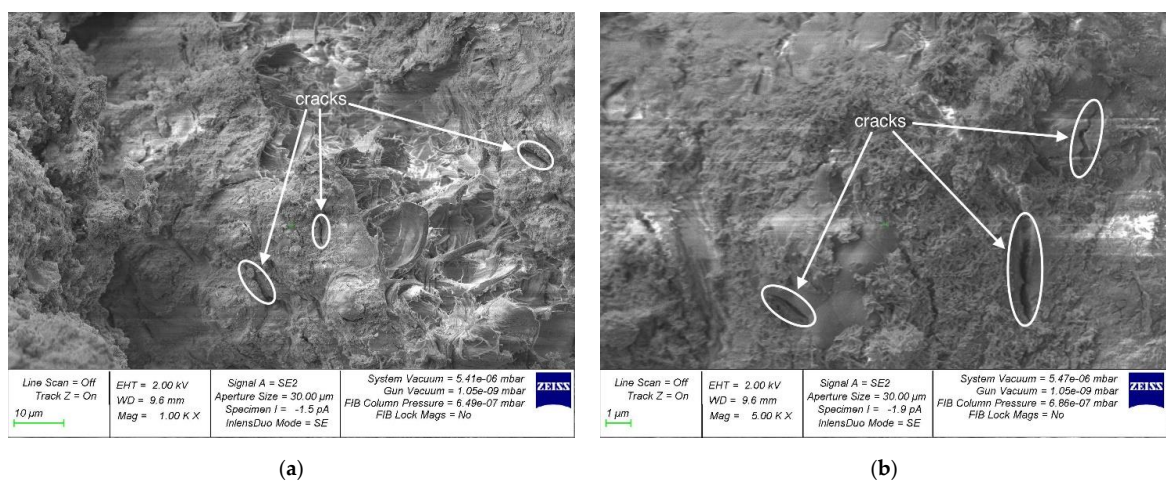 cracks
Line Scan = Off
Track Z = On
10 µm
EHT = 2.00 kV
WD = 9.6 mm
Mag = 1.00 K X
Signal A = SE2
Aperture Size = 30.00 µm
Specimen I = -1.5 pA
InlensDuo Mode = SE
System Vacuum = 5.41e-06 mbar
Gun Vacuum = 1.05e-09 mbar
FIB Column Pressure = 6.49e-07 mbar
FIB Lock Mags = No
ZEISS
(a)
cracks
Line Scan = Off
Track Z = On
1 µm
EHT = 2.00 kV
WD = 9.6 mm
Mag = 5.00 K X
Signal A = SE2
Aperture Size = 30.00 µm
Specimen I = -1.9 pA
InlensDuo Mode = SE
System Vacuum = 5.47e-06 mbar
Gun Vacuum = 1.05e-09 mbar
FIB Column Pressure = 6.86e-07 mbar
FIB Lock Mags = No
ZEISS
(b)